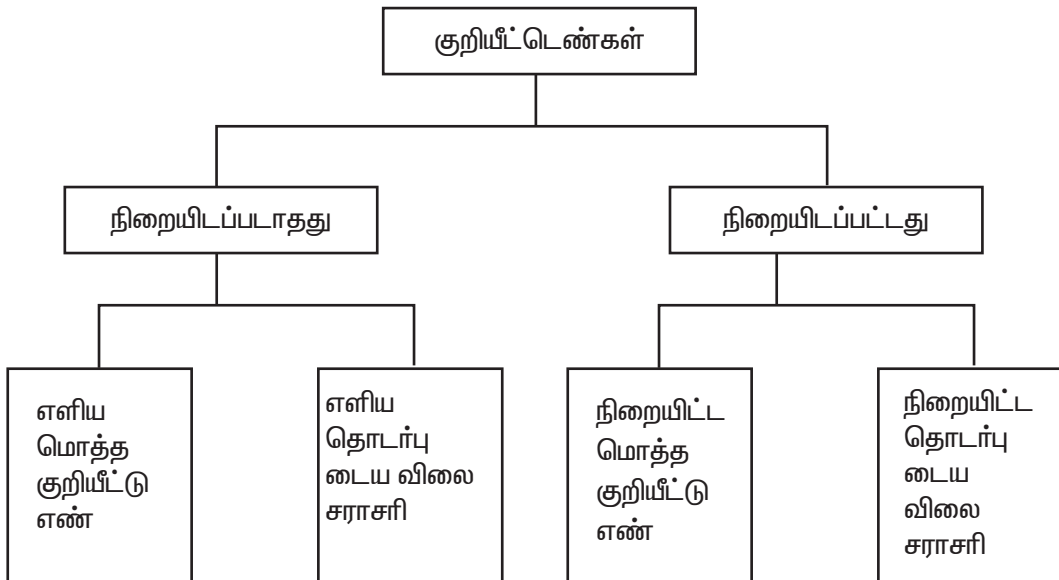 குறியீட்டெண்கள்
நிறையிடப்படாதது
நிறையிடப்பட்டது
எளிய
மொத்த
குறியீட்டு
எண்
எளிய
தொடர்பு
டைய விலை
சராசரி
நிறையிட்ட
மொத்த
குறியீட்டு
எண்
நிறையிட்ட
தொடர்பு
டைய
விலை
சராசரி